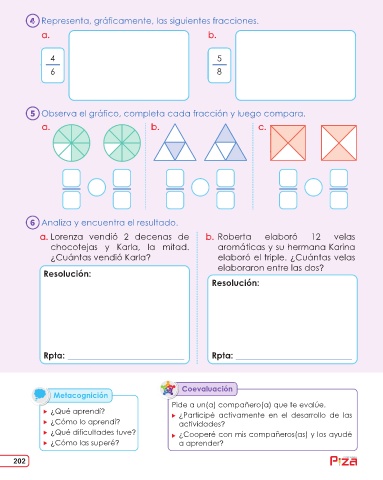 4 Representa, gráficamente, las siguientes fracciones.
a.
b.
4
6
5
8
5 Observa el gráfico, completa cada fracción y luego compara.
a.
b.
c.
6 Analiza y encuentra el resultado.
a. Lorenza vendió 2 decenas de
chocotejas y Karla, la mitad.
¿Cuántas vendió Karla?
Resolución:
Rpta:
b. Roberta elaboró 12 velas
aromáticas y su hermana Karina
elaboró el triple. ¿Cuántas velas
elaboraron entre las dos?
Resolución:
Rpta:
Metacognición
¿Qué aprendí?
¿Cómo lo aprendí?
¿Qué dificultades tuve?
¿Cómo las superé?
Coevaluación
Pide a un(a) compañero(a) que te evalúe.
¿Participé activamente en el desarrollo de las
actividades?
¿Cooperé con mis compañeros(as) y los ayudé
a aprender?
202